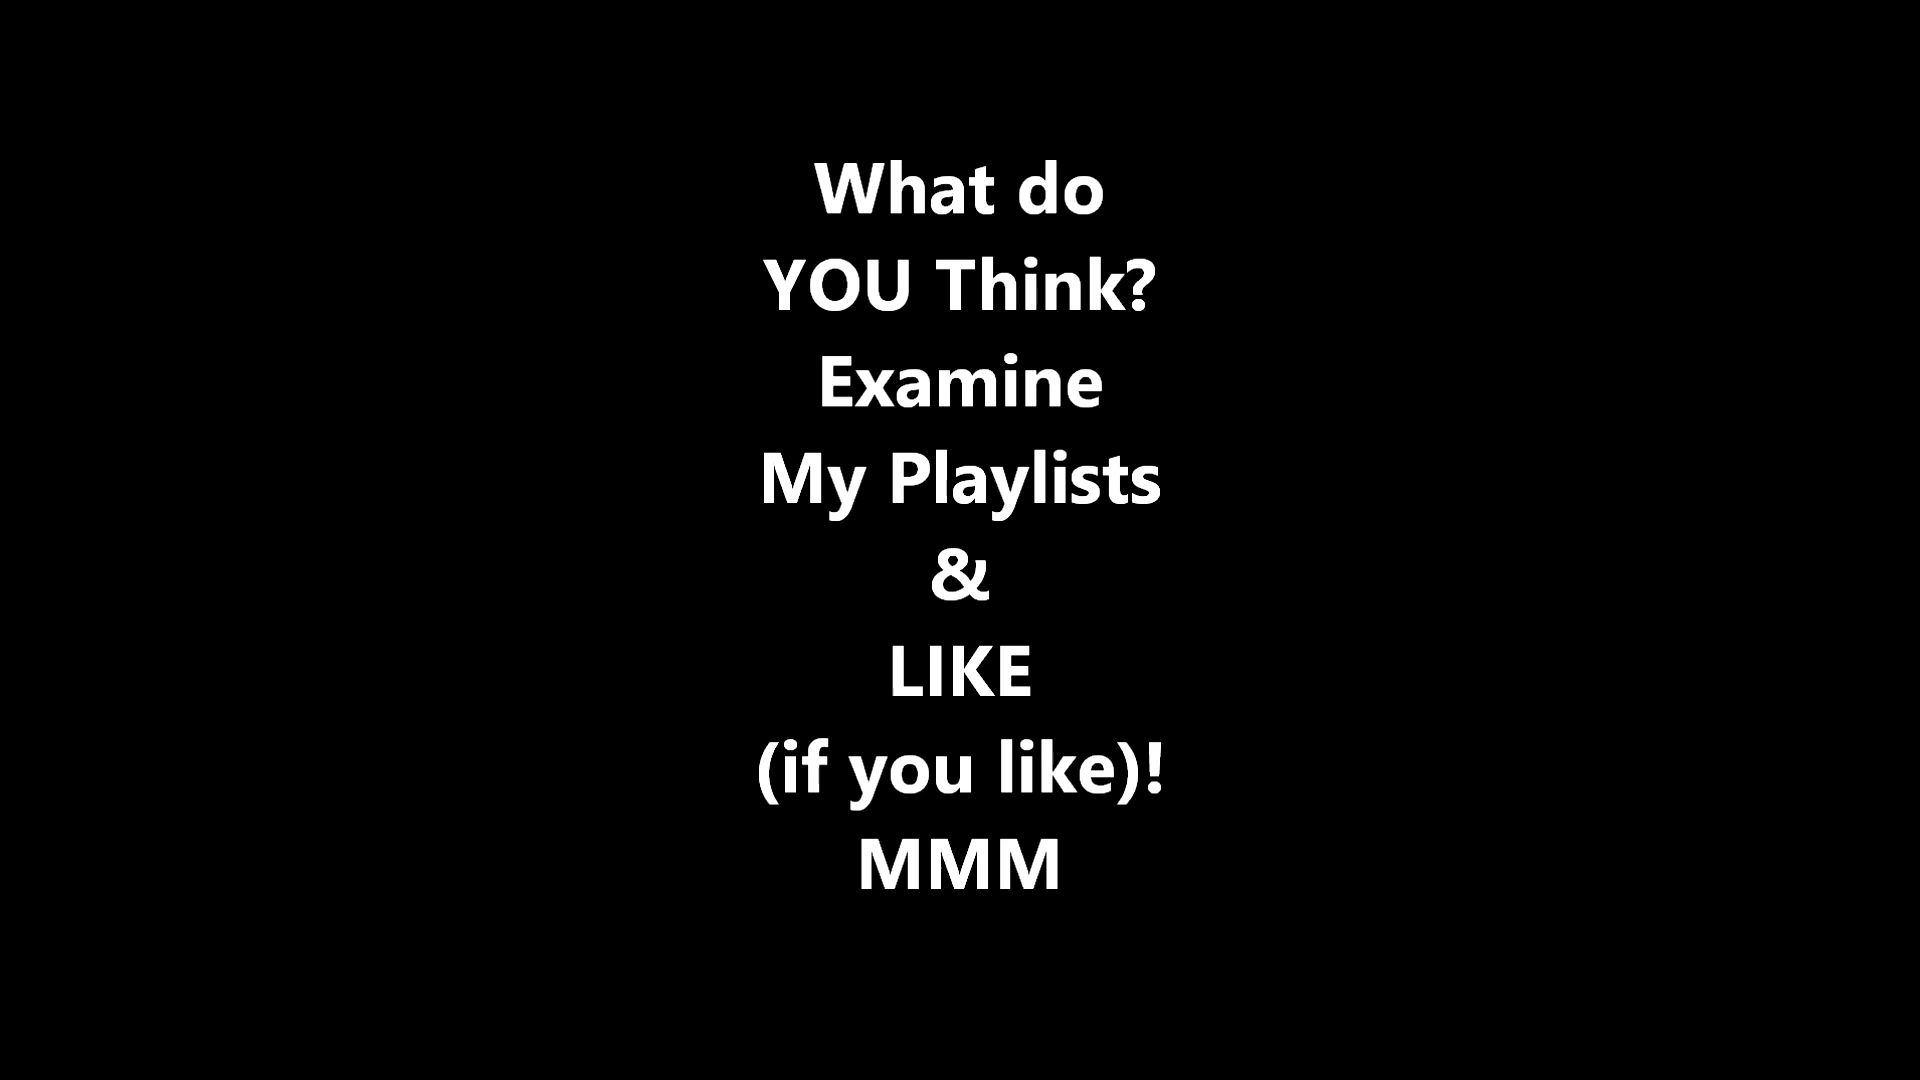 What do
YOU Think?
Examine
My Playlists
&
LIKE
(if you like)!
MMM